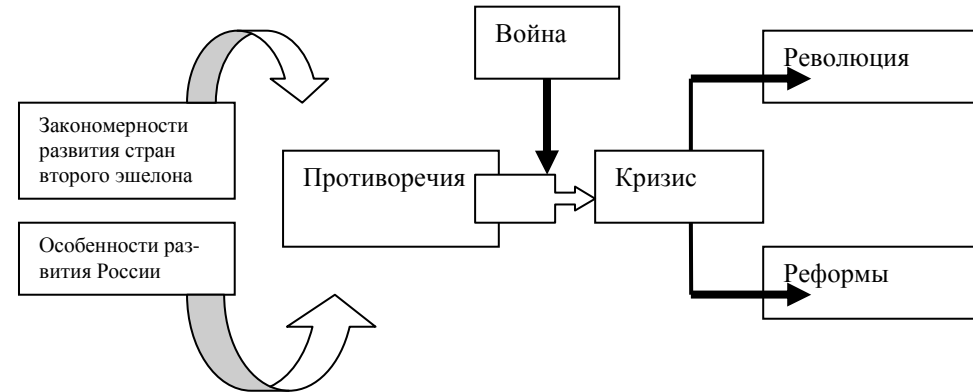 Война
Революция
Закономерности
развития стран
второго эшелона
Противоречия
Кризис
Особенности раз-
вития России
Реформы